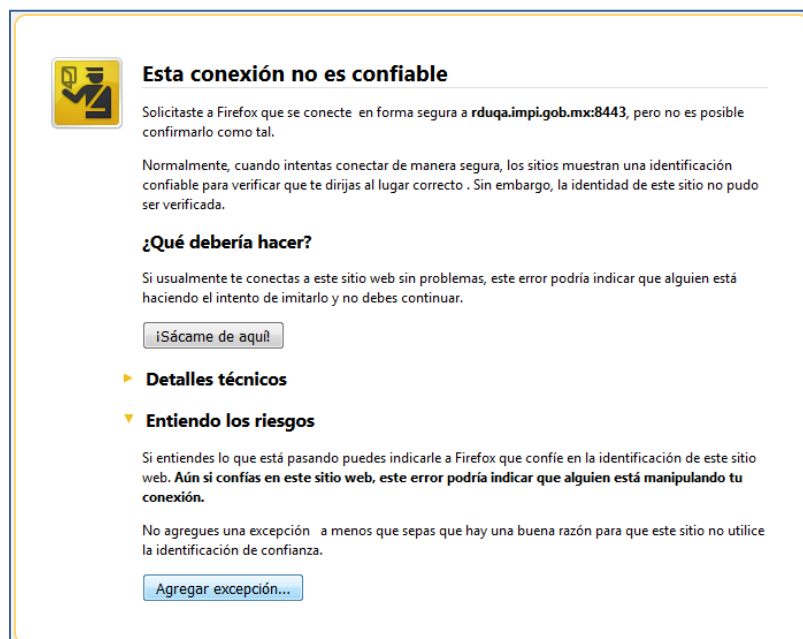 Esta conexión no es confiable
Solicitaste a Firefox que se conecte en forma segura a rduqa.impi.gob.mx:8443, pero no es posible
confirmarlo como tal.
Normalmente, cuando intentas conectar de manera segura, los sitios muestran una identificación
confiable para verificar que te dirijas al lugar correcto . Sin embargo, la identidad de este sitio no pudo
ser verificada.
¿Qué debería hacer?
Si usualmente te conectas a este sitio web sin problemas, este error podría indicar que alguien está
haciendo el intento de imitarlo y no debes continuar.
¡Sácame de aquí!
Detalles técnicos
Entiendo los riesgos
Si entiendes lo que está pasando puedes indicarle a Firefox que confíe en la identificación de este sitio
web. Aún si confías en este sitio web, este error podría indicar que alguien está manipulando tu
conexión.
No agregues una excepción a menos que sepas que hay una buena razón para que este sitio no utilice
la identificación de confianza.
Agregar excepción...